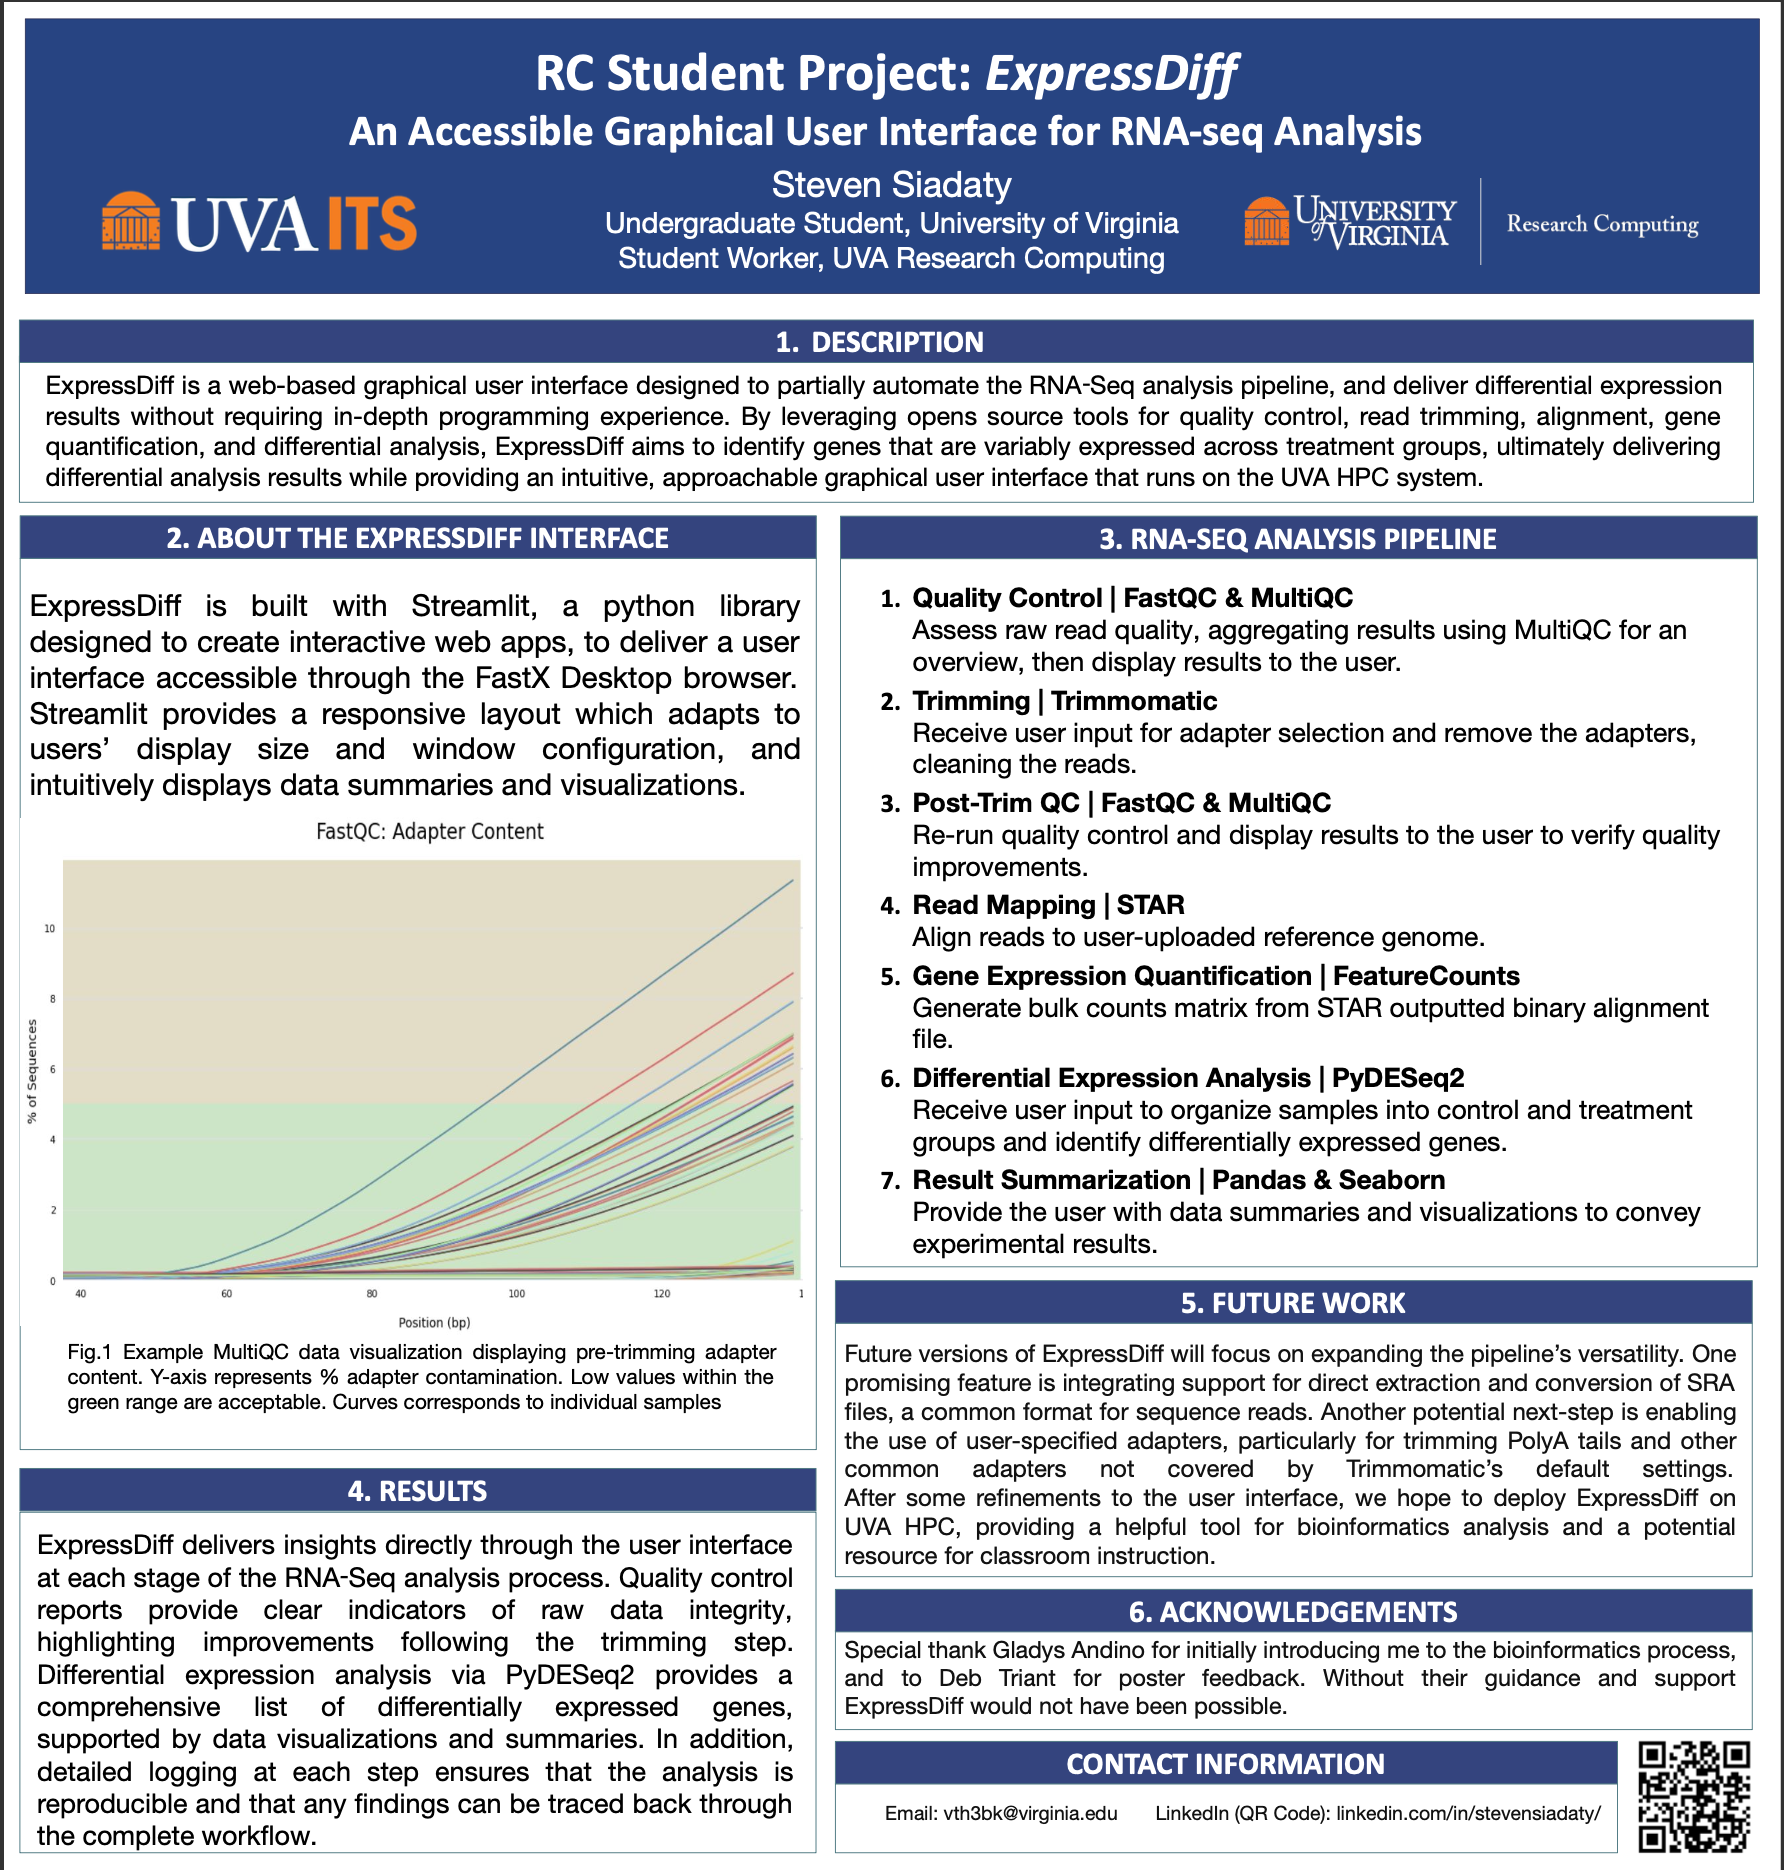 RC Student Project: ExpressDiff
An Accessible Graphical User Interface for RNA-seq Analysis
Steven Siadaty
Undergraduate Student, University of Virginia
Student Worker, UVA Research Computing
UVA ITS
UNIVERSITY of VIRGINIA
Research Computing
1. DESCRIPTION
ExpressDiff is a web-based graphical user interface designed to partially automate the RNA-Seq analysis pipeline, and deliver differential expression
results without requiring in-depth programming experience. By leveraging opens source tools for quality control, read trimming, alignment, gene
quantification, and differential analysis, ExpressDiff aims to identify genes that are variably expressed across treatment groups, ultimately delivering
differential analysis results while providing an intuitive, approachable graphical user interface that runs on the UVA HPC system.
2. ABOUT THE EXPRESSDIFF INTERFACE
ExpressDiff is built with Streamlit, a python library
designed to create interactive web apps, to deliver a user
interface accessible through the FastX Desktop browser.
Streamlit provides a responsive layout which adapts to
users' display size and window configuration, and
intuitively displays data summaries and visualizations.
FastQC: Adapter Content
% of Sequences
10
8
6
4
2
0
40 60 80 100 120 1
Position (bp)
Fig.1 Example MultiQC data visualization displaying pre-trimming adapter
content. Y-axis represents % adapter contamination. Low values within the
green range are acceptable. Curves corresponds to individual samples
3. RNA-SEQ ANALYSIS PIPELINE
1. Quality Control | FastQC & MultiQC
Assess raw read quality, aggregating results using MultiQC for an
overview, then display results to the user.
2. Trimming | Trimmomatic
Receive user input for adapter selection and remove the adapters,
cleaning the reads.
3. Post-Trim QC | FastQC & MultiQC
Re-run quality control and display results to the user to verify quality
improvements.
4. Read Mapping | STAR
Align reads to user-uploaded reference genome.
5. Gene Expression Quantification | FeatureCounts
Generate bulk counts matrix from STAR outputted binary alignment
file.
6. Differential Expression Analysis | PyDESeq2
Receive user input to organize samples into control and treatment
groups and identify differentially expressed genes.
7. Result Summarization | Pandas & Seaborn
Provide the user with data summaries and visualizations to convey
experimental results.
4. RESULTS
ExpressDiff delivers insights directly through the user interface
at each stage of the RNA-Seq analysis process. Quality control
reports provide clear indicators of raw data integrity,
highlighting improvements following the trimming step.
Differential expression analysis via PyDESeq2 provides a
comprehensive list of differentially expressed genes,
supported by data visualizations and summaries. In addition,
detailed logging at each step ensures that the analysis is
reproducible and that any findings can be traced back through
the complete workflow.
5. FUTURE WORK
Future versions of ExpressDiff will focus on expanding the pipeline's versatility. One
promising feature is integrating support for direct extraction and conversion of SRA
files, a common format for sequence reads. Another potential next-step is enabling
the use of user-specified adapters, particularly for trimming PolyA tails and other
common adapters not covered by Trimmomatic's default settings.
After some refinements to the user interface, we hope to deploy ExpressDiff on
UVA HPC, providing a helpful tool for bioinformatics analysis and a potential
resource for classroom instruction.
6. ACKNOWLEDGEMENTS
Special thank Gladys Andino for initially introducing me to the bioinformatics process,
and to Deb Triant for poster feedback. Without their guidance and support
ExpressDiff would not have been possible.
CONTACT INFORMATION
Email: vth3bk@virginia.edu LinkedIn (QR Code): linkedin.com/in/stevensiadaty/